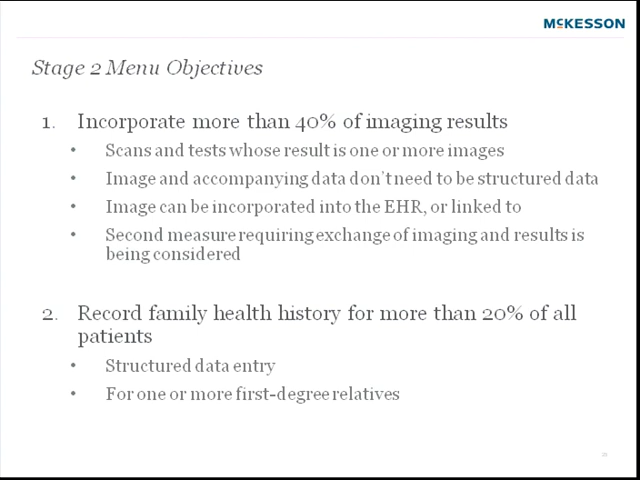 McKESSON
Stage 2 Menu Objectives
1. Incorporate more than 40% of imaging results
• Scans and tests whose result is one or more images
• Image and accompanying data don't need to be structured data
• Image can be incorporated into the EHR, or linked to
• Second measure requiring exchange of imaging and results is
being considered
2. Record family health history for more than 20% of all
patients
• Structured data entry
• For one or more first-degree relatives